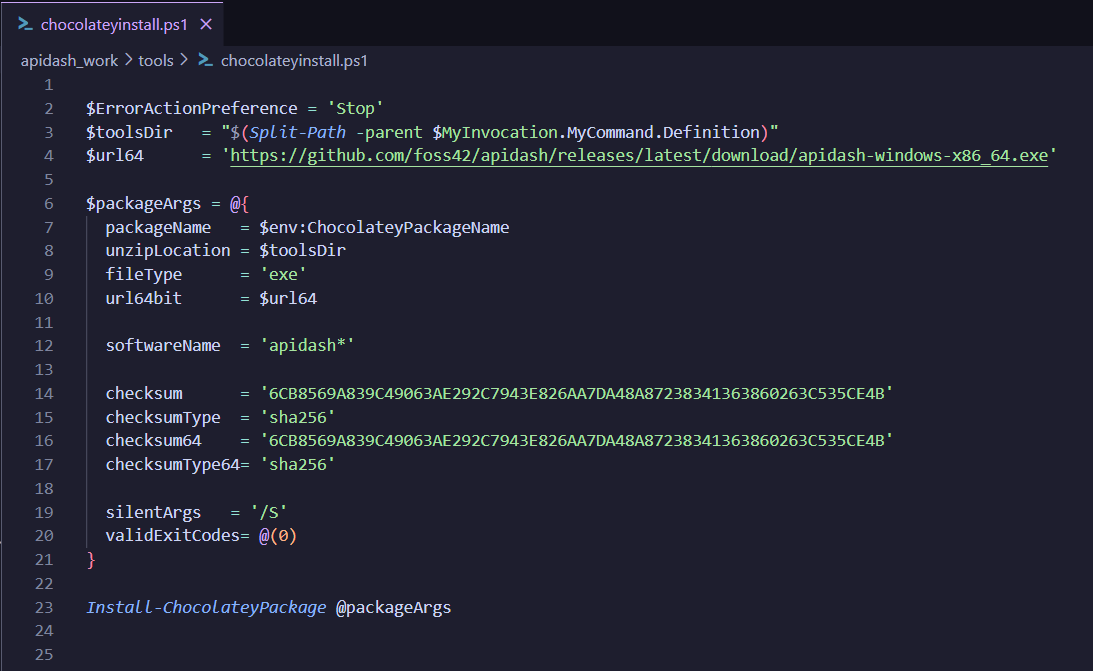 chocolateyinstall.ps1
apidash_work > tools > chocolateyinstall.ps1
1
2 $ErrorActionPreference = 'Stop'
3 $toolsDir   = "$(Split-Path -parent $MyInvocation.MyCommand.Definition)"
4 $url64      = 'https://github.com/foss42/apidash/releases/latest/download/apidash-windows-x86_64.exe'
5
6 $packageArgs = @{
7   packageName   = $env:ChocolateyPackageName
8   unzipLocation = $toolsDir
9   fileType      = 'exe'
10   url64bit      = $url64
11
12   softwareName  = 'apidash*'
13
14   checksum      = '6CB8569A839C49063AE292C7943E826AA7DA48A87238341363860263C535CE4B'
15   checksumType  = 'sha256'
16   checksum64    = '6CB8569A839C49063AE292C7943E826AA7DA48A87238341363860263C535CE4B'
17   checksumType64= 'sha256'
18
19   silentArgs   = '/S'
20   validExitCodes= @(0)
21 }
22
23 Install-ChocolateyPackage @packageArgs
24
25